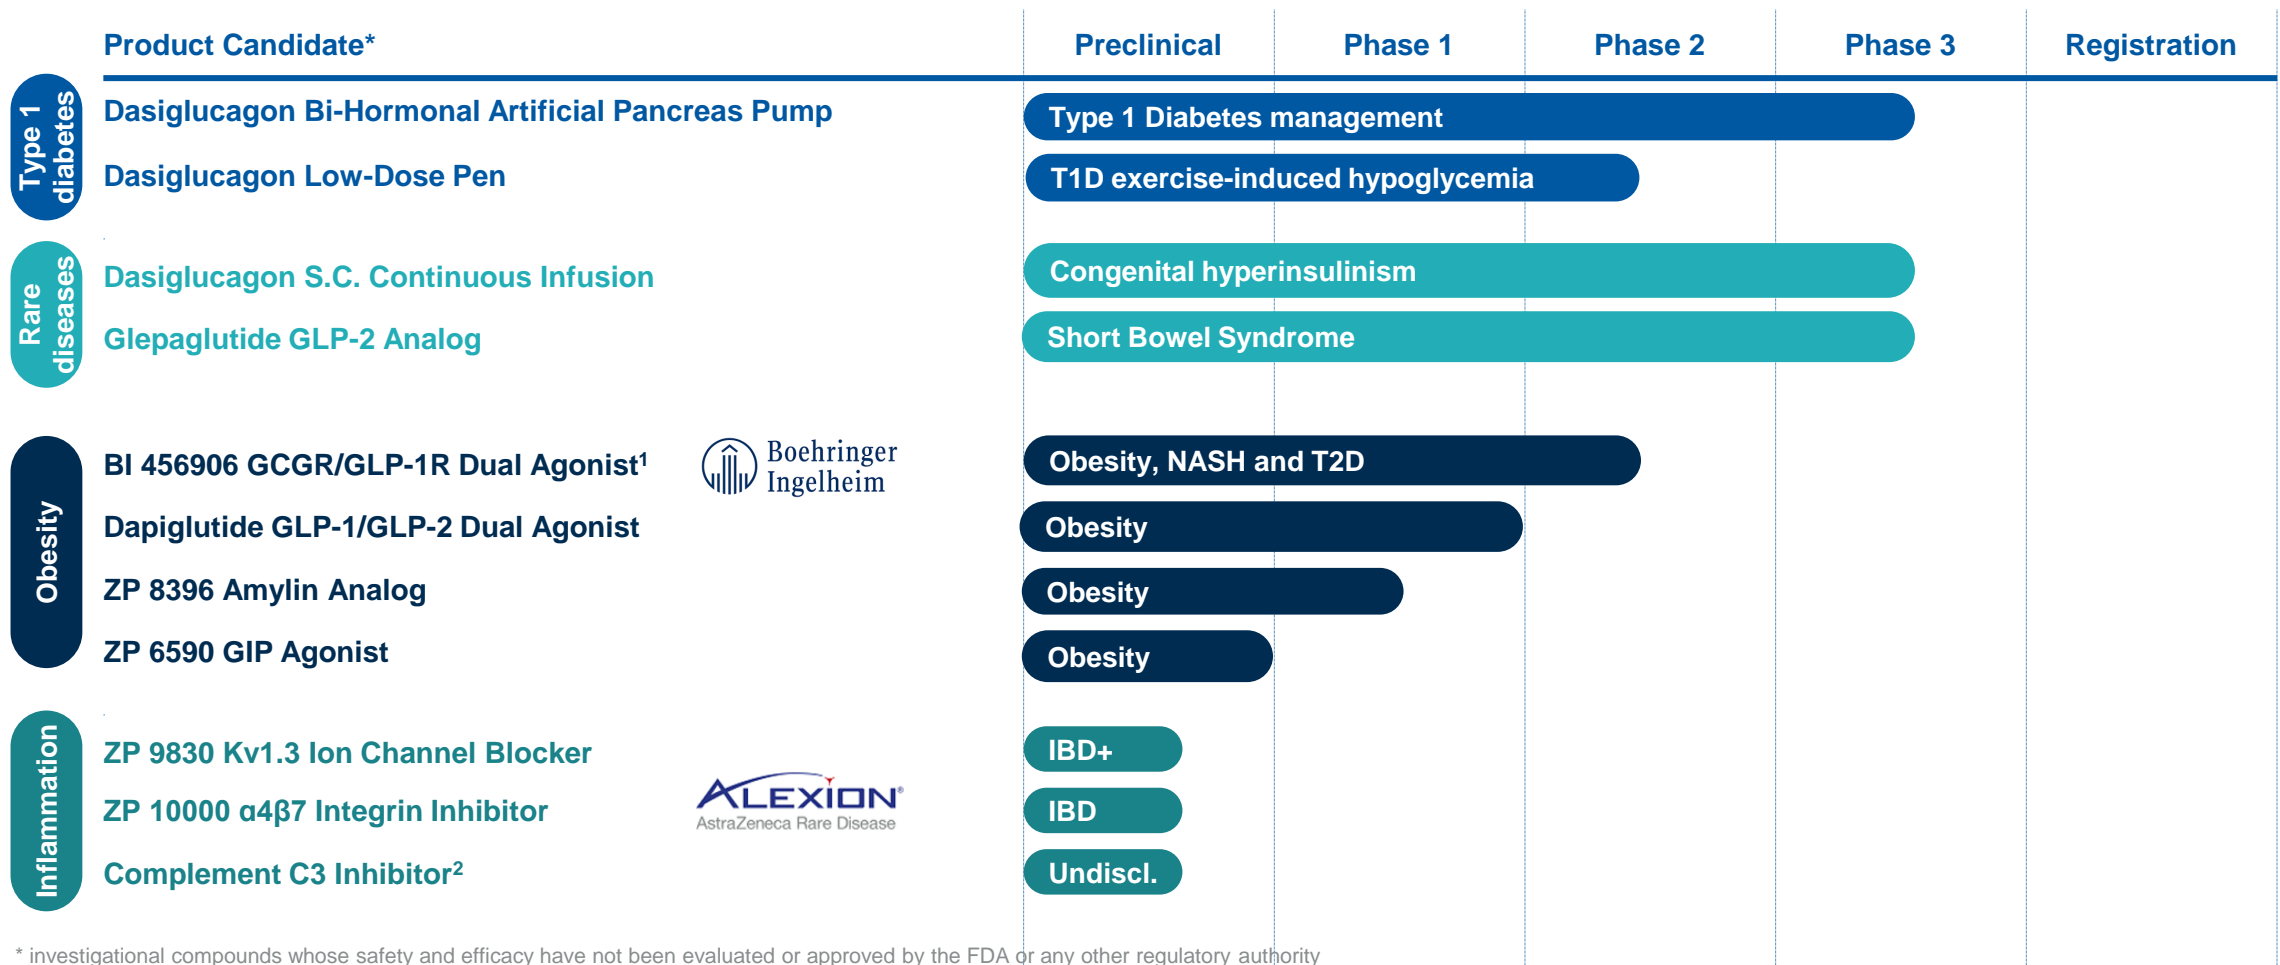 Product Candidate*
Preclinical
Phase 1
Phase 2
Phase 3
Registration
Type 1
diabetes
Dasiglucagon Bi-Hormonal Artificial Pancreas Pump
Type 1 Diabetes management
Dasiglucagon Low-Dose Pen
T1D exercise-induced hypoglycemia
Rare
diseases
Dasiglucagon S.C. Continuous Infusion
Congenital hyperinsulinism
Glepaglutide GLP-2 Analog
Short Bowel Syndrome
Obesity
BI 456906 GCGR/GLP-1R Dual Agonist¹
Boehringer
Ingelheim
Obesity, NASH and T2D
Dapiglutide GLP-1/GLP-2 Dual Agonist
Obesity
ZP 8396 Amylin Analog
Obesity
ZP 6590 GIP Agonist
Obesity
Inflammation
ZP 9830 Kv1.3 Ion Channel Blocker
IBD+
ZP 10000 α4β7 Integrin Inhibitor
ALEXION®
AstraZeneca Rare Disease
IBD
Complement C3 Inhibitor²
Undiscl.
* investigational compounds whose safety and efficacy have not been evaluated or approved by the FDA or any other regulatory authority